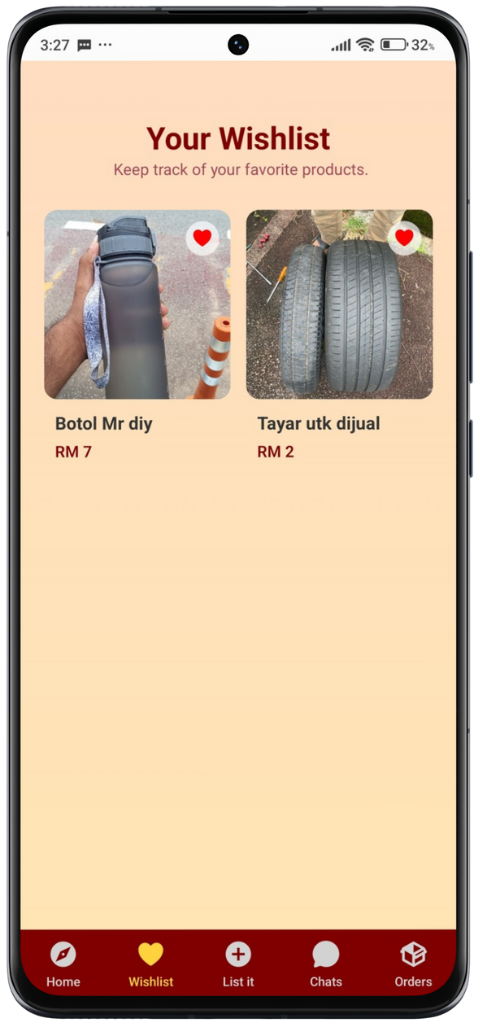 3:27 32%
Your Wishlist
Keep track of your favorite products.
Botol Mr diy Tayar utk dijual
RM 7 RM 2
Home Wishlist List it Chats Orders